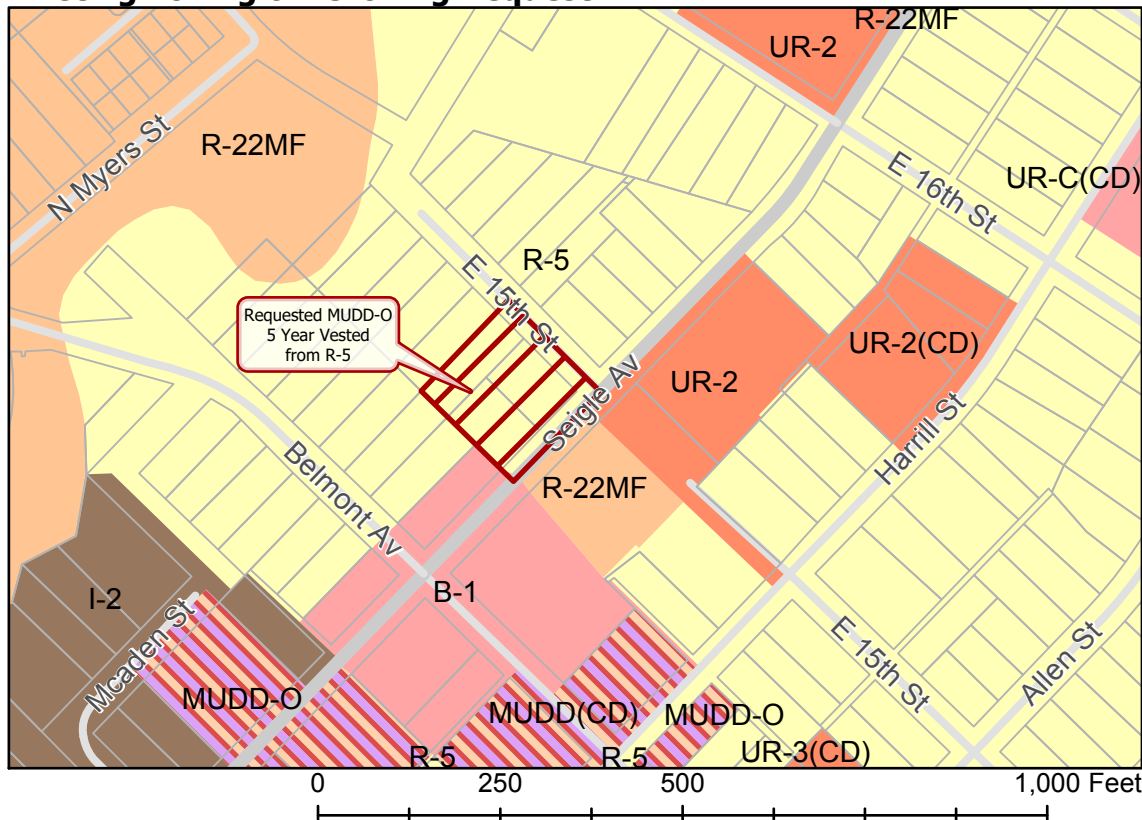 R-22MF
UR-2
R-22MF
N Myers St
E 16th St
UR-C(CD)
R-5
E 15th St
Requested MUDD-O
5 Year Vested
from R-5
UR-2(CD)
UR-2
Seigle Av
Harrill St
Belmont Av
R-22MF
I-2
B-1
Mcaden St
E 15th St
Allen St
MUDD-O
MUDD(CD)
MUDD-O
R-5
R-5
UR-3(CD)
0 250 500 1,000 Feet